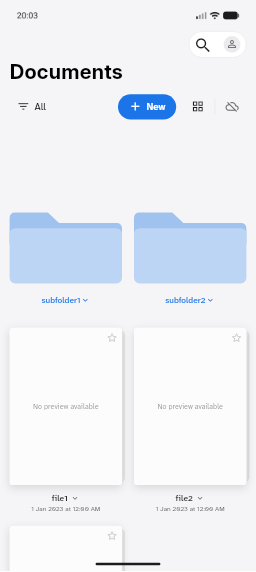 20:03
Documents
All
New
subfolder1
subfolder2
No preview available
No preview available
file1
file2
1 Jan 2023 at 12:00 AM
1 Jan 2023 at 12:00 AM